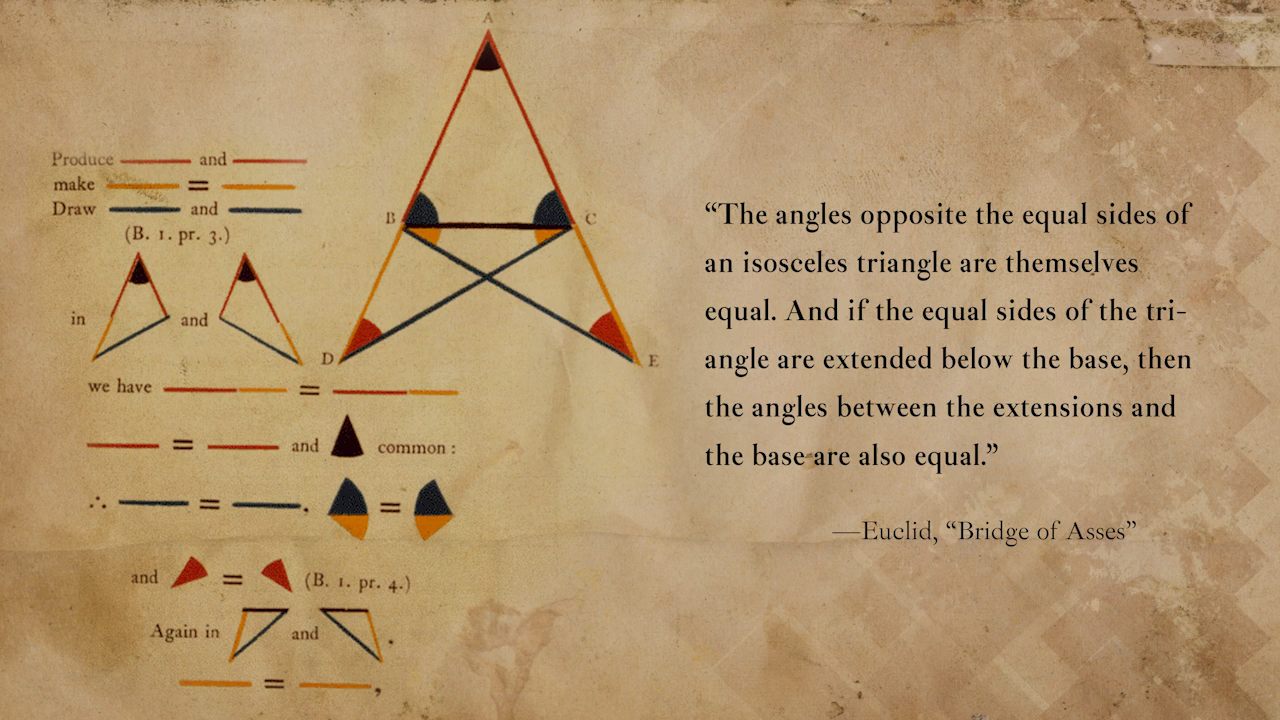 A
Produce and
make =
Draw and
(B. 1. pr. 3.)
B C
in and
D E
we have =
= and common :
∴ = .
=
and = (B. 1. pr. 4.)
Again in and .
= ,
“The angles opposite the equal sides of
an isosceles triangle are themselves
equal. And if the equal sides of the tri-
angle are extended below the base, then
the angles between the extensions and
the base are also equal.”
—Euclid, “Bridge of Asses”